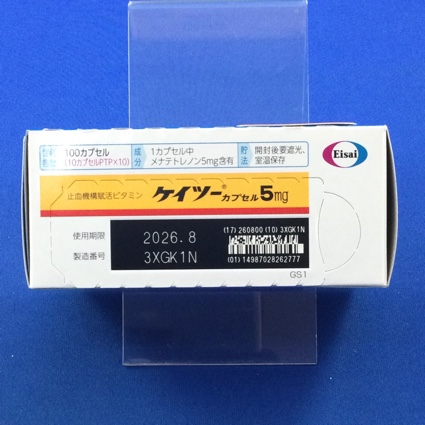 100カプセル
(10カプセルPTP×10)
成分
1カプセル中
メナテトレノン5mg含有
貯法
開封後要遮光、
室温保存
Eisai
止血機構賦活ビタミン
ケイツー®カプセル5mg
使用期限 2026.8
製造番号 3XGK1N
(17) 260800 (10) 3XGK1N
(01) 14987028262777
GS1